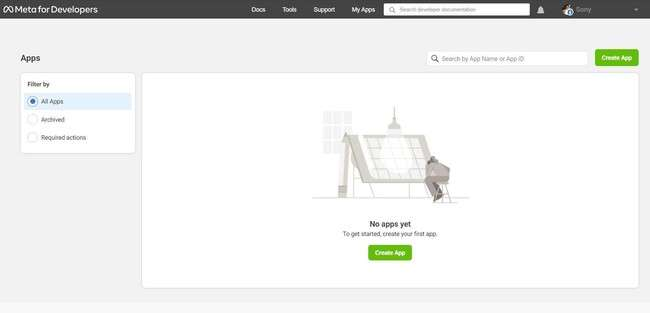 Meta for Developers
Docs
Tools
Support
My Apps
Search developer documentation
Sony
Apps
Search by App Name or App ID
Create App
Filter by
All Apps
Archived
Required actions
No apps yet
To get started, create your first app.
Create App